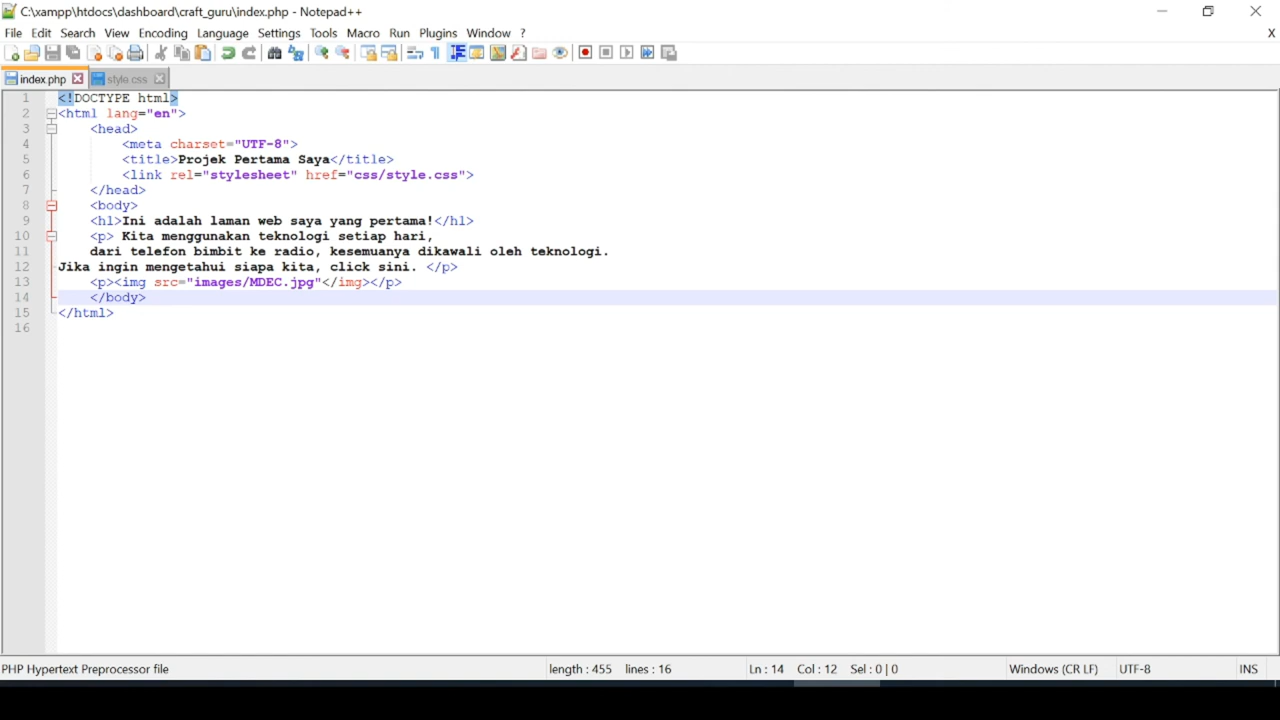 C:\xampp\htdocs\dashboard\craft_guru\index.php - Notepad++
File Edit Search View Encoding Language Settings Tools Macro Run Plugins Window ? X
index.php style.css
1 <!DOCTYPE html>
2 <html lang="en">
3 <head>
4 <meta charset="UTF-8">
5 <title>Projek Pertama Saya</title>
6 <link rel="stylesheet" href="css/style.css">
7 </head>
8 <body>
9 <h1>Ini adalah laman web saya yang pertama!</h1>
10 <p> Kita menggunakan teknologi setiap hari,
11 dari telefon bimbit ke radio, kesemuanya dikawali oleh teknologi.
12 Jika ingin mengetahui siapa kita, click sini. </p>
13 <p><img src="images/MDEC.jpg"</img></p>
14 </body>
15 </html>
16
PHP Hypertext Preprocessor file length : 455 lines : 16 Ln : 14 Col : 12 Sel : 0 | 0 Windows (CR LF) UTF-8 INS